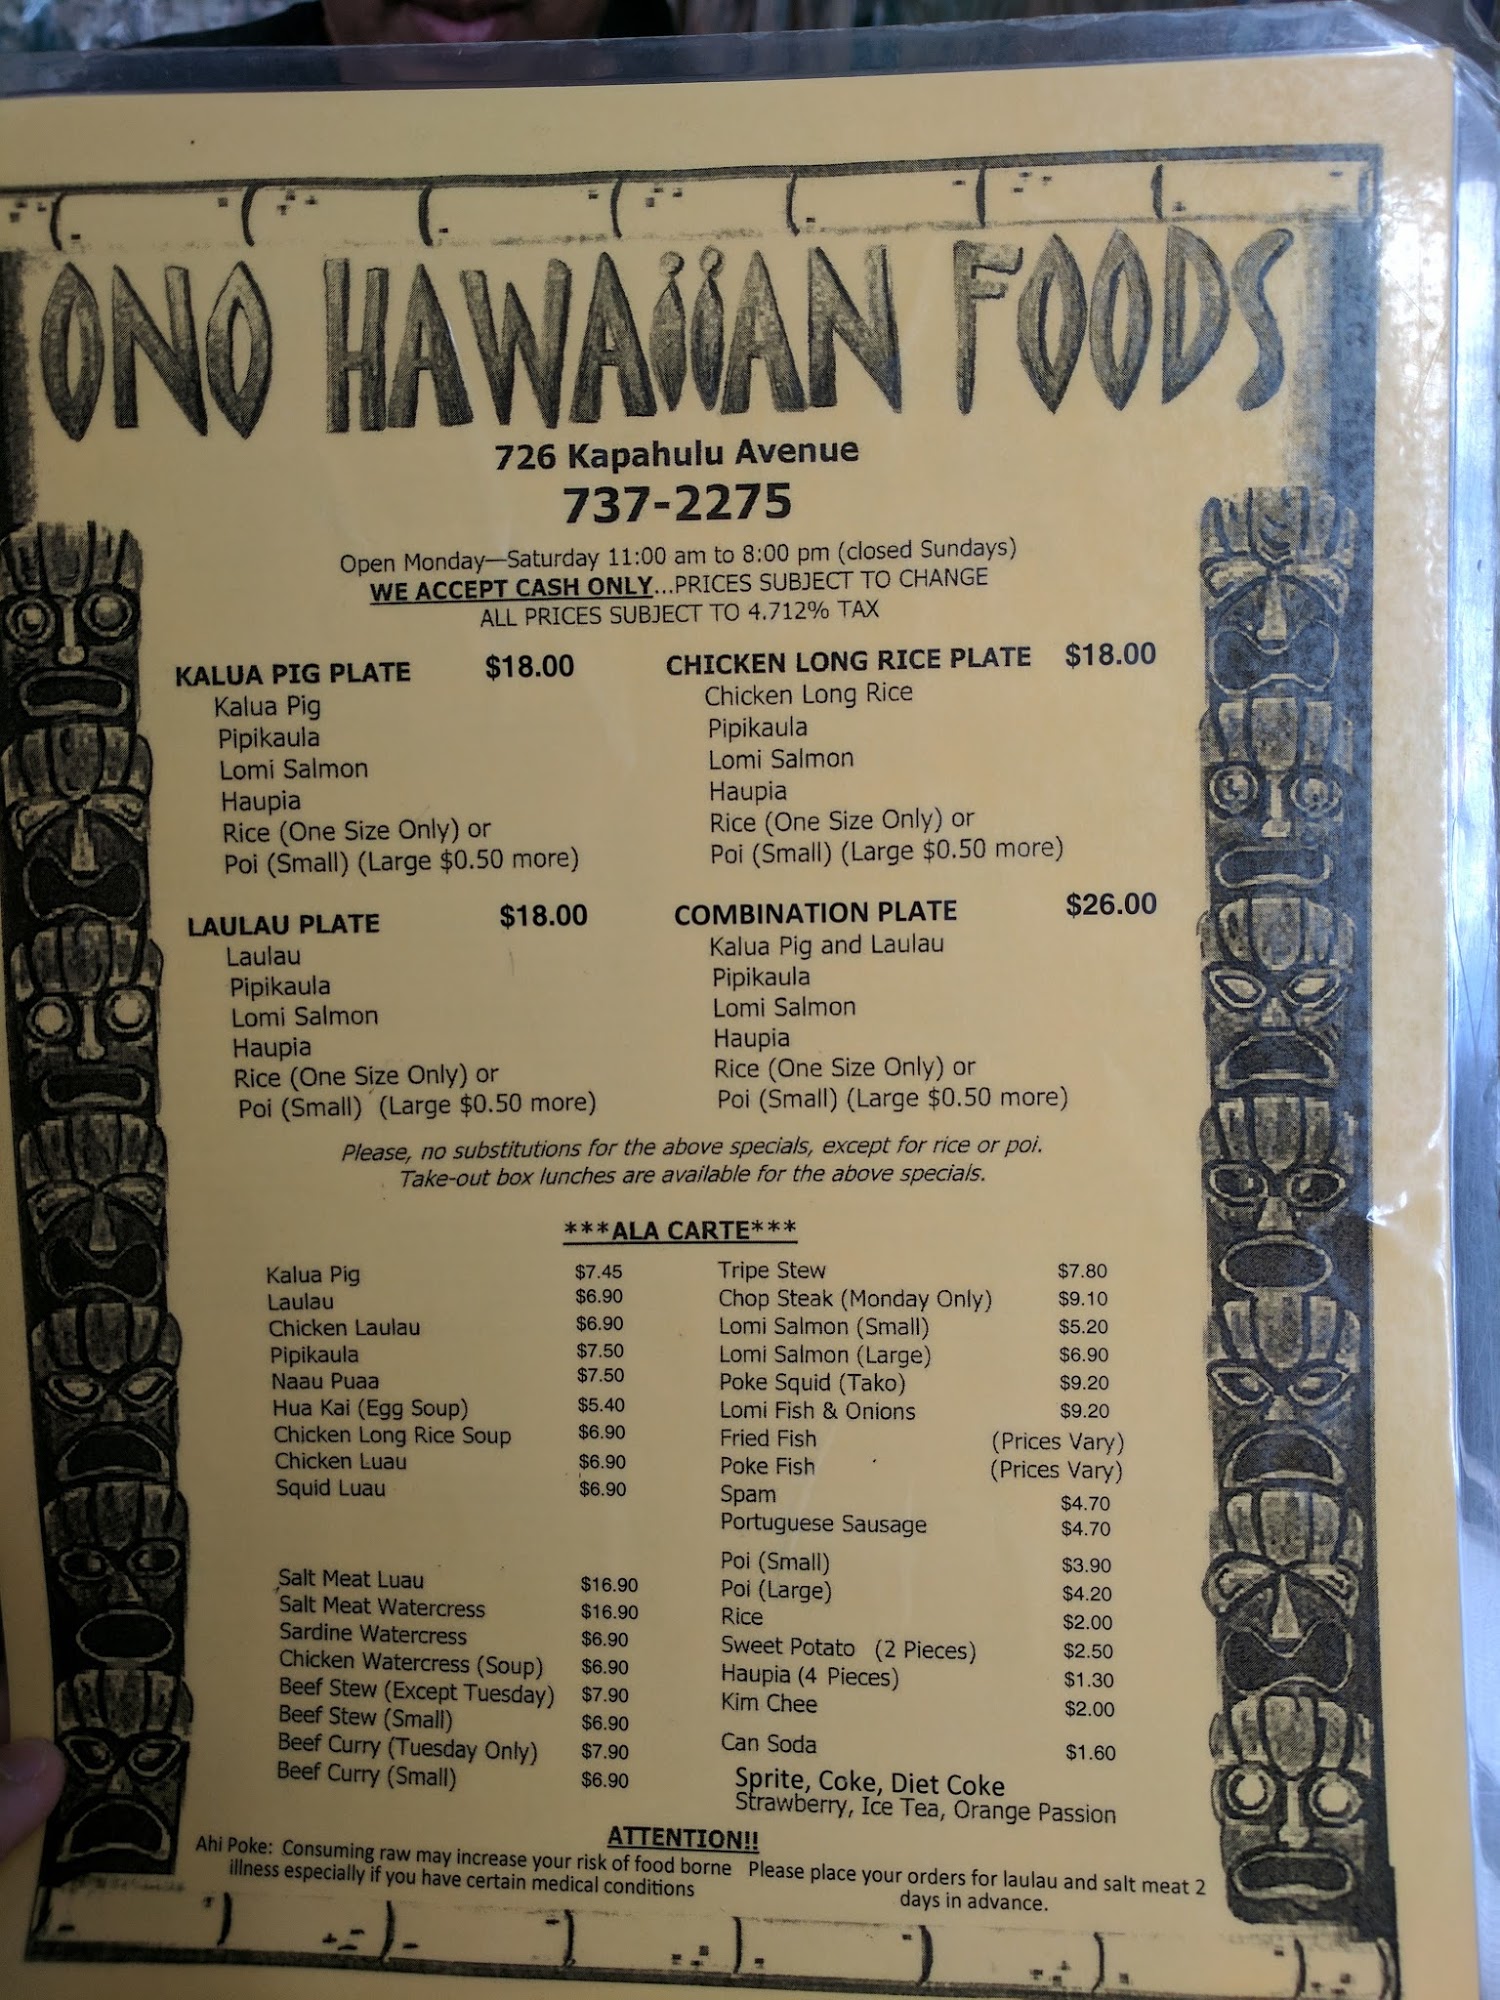 ONO HAWAIIAN FOODS
726 Kapahulu Avenue
737-2275
Open Monday—Saturday 11:00 am to 8:00 pm (closed Sundays)
WE ACCEPT CASH ONLY...PRICES SUBJECT TO CHANGE
ALL PRICES SUBJECT TO 4.712% TAX
KALUA PIG PLATE $18.00
Kalua Pig
Pipikaula
Lomi Salmon
Haupia
Rice (One Size Only) or
Poi (Small) (Large $0.50 more)
CHICKEN LONG RICE PLATE $18.00
Chicken Long Rice
Pipikaula
Lomi Salmon
Haupia
Rice (One Size Only) or
Poi (Small) (Large $0.50 more)
LAULAU PLATE $18.00
Laulau
Pipikaula
Lomi Salmon
Haupia
Rice (One Size Only) or
Poi (Small) (Large $0.50 more)
COMBINATION PLATE $26.00
Kalua Pig and Laulau
Pipikaula
Lomi Salmon
Haupia
Rice (One Size Only) or
Poi (Small) (Large $0.50 more)
Please, no substitutions for the above specials, except for rice or poi.
Take-out box lunches are available for the above specials.
***ALA CARTE***
Kalua Pig $7.45
Laulau $6.90
Chicken Laulau $6.90
Pipikaula $7.50
Naau Puaa $7.50
Hua Kai (Egg Soup) $5.40
Chicken Long Rice Soup $6.90
Chicken Luau $6.90
Squid Luau $6.90
Salt Meat Luau $16.90
Salt Meat Watercress $16.90
Sardine Watercress $6.90
Chicken Watercress (Soup) $6.90
Beef Stew (Except Tuesday) $7.90
Beef Stew (Small) $6.90
Beef Curry (Tuesday Only) $7.90
Beef Curry (Small) $6.90
Tripe Stew $7.80
Chop Steak (Monday Only) $9.10
Lomi Salmon (Small) $5.20
Lomi Salmon (Large) $6.90
Poke Squid (Tako) $9.20
Lomi Fish & Onions $9.20
Fried Fish (Prices Vary)
Poke Fish (Prices Vary)
Spam $4.70
Portuguese Sausage $4.70
Poi (Small) $3.90
Poi (Large) $4.20
Rice $2.00
Sweet Potato (2 Pieces) $2.50
Haupia (4 Pieces) $1.30
Kim Chee $2.00
Can Soda $1.60
Sprite, Coke, Diet Coke
Strawberry, Ice Tea, Orange Passion
ATTENTION!!
Ahi Poke: Consuming raw may increase your risk of food borne
illness especially if you have certain medical conditions
Please place your orders for laulau and salt meat 2
days in advance.